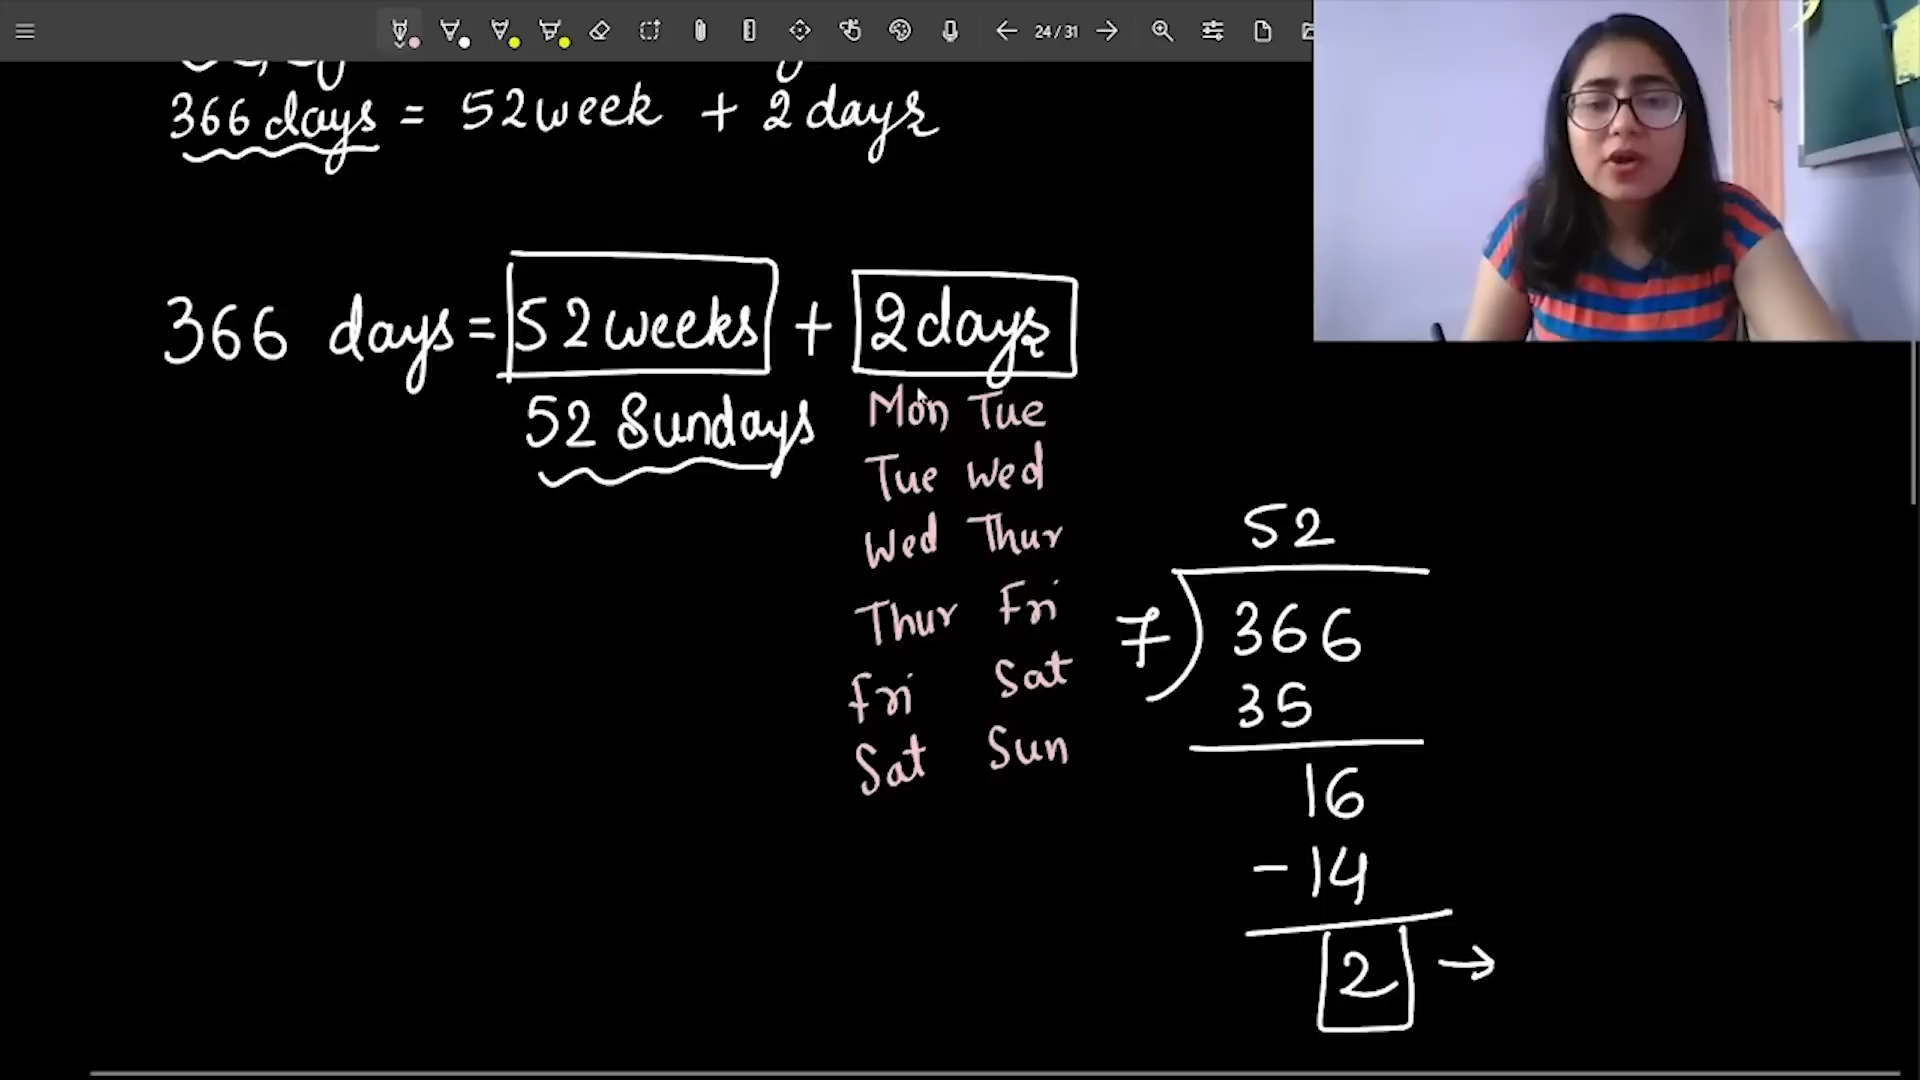 24 / 31
366 days = 52 week + 2 days
366 days = 52 weeks + 2 days
52 Sundays
Mon Tue
Tue Wed
Wed Thur
Thur Fri
Fri Sat
Sat Sun
52
7 ) 366
35
16
- 14
2 →